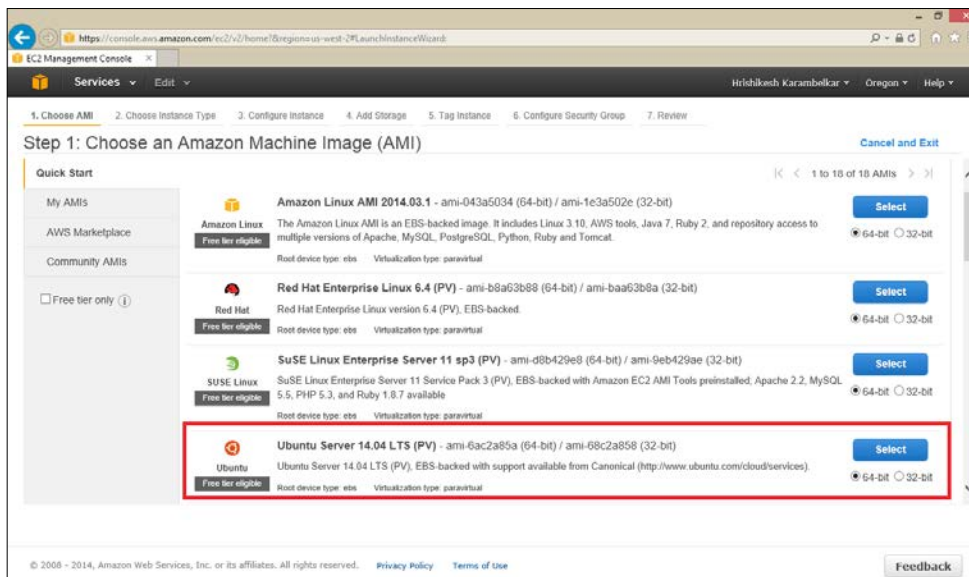 https://console.aws.amazon.com/ec2/v2/home?&region=us-west-2#LaunchInstanceWizard:
EC2 Management Console
Services Edit Hrishikesh Karambelkar Oregon Help
1. Choose AMI 2. Choose Instance Type 3. Configure Instance 4. Add Storage 5. Tag Instance 6. Configure Security Group 7. Review
Step 1: Choose an Amazon Machine Image (AMI)
Cancel and Exit
Quick Start
1 to 18 of 18 AMIs
My AMIs
AWS Marketplace
Community AMIs
Free tier only
Amazon Linux
Free tier eligible
Amazon Linux AMI 2014.03.1 - ami-043a5034 (64-bit) / ami-1e3a502e (32-bit)
The Amazon Linux AMI is an EBS-backed image. It includes Linux 3.10, AWS tools, Java 7, Ruby 2, and repository access to
multiple versions of Apache, MySQL, PostgreSQL, Python, Ruby and Tomcat.
Root device type: ebs Virtualization type: paravirtual
Select
64-bit 32-bit
Red Hat
Free tier eligible
Red Hat Enterprise Linux 6.4 (PV) - ami-b8a63b88 (64-bit) / ami-baa63b8a (32-bit)
Red Hat Enterprise Linux version 6.4 (PV), EBS-backed.
Root device type: ebs Virtualization type: paravirtual
Select
64-bit 32-bit
SUSE Linux
Free tier eligible
SuSE Linux Enterprise Server 11 sp3 (PV) - ami-d8b429e8 (64-bit) / ami-9eb429ae (32-bit)
SuSE Linux Enterprise Server 11 Service Pack 3 (PV), EBS-backed with Amazon EC2 AMI Tools preinstalled; Apache 2.2, MySQL
5.5, PHP 5.3, and Ruby 1.8.7 available
Root device type: ebs Virtualization type: paravirtual
Select
64-bit 32-bit
Ubuntu
Free tier eligible
Ubuntu Server 14.04 LTS (PV) - ami-6ac2a85a (64-bit) / ami-68c2a858 (32-bit)
Ubuntu Server 14.04 LTS (PV), EBS-backed with support available from Canonical (http://www.ubuntu.com/cloud/services).
Root device type: ebs Virtualization type: paravirtual
Select
64-bit 32-bit
© 2008 - 2014, Amazon Web Services, Inc. or its affiliates. All rights reserved. Privacy Policy Terms of Use
Feedback